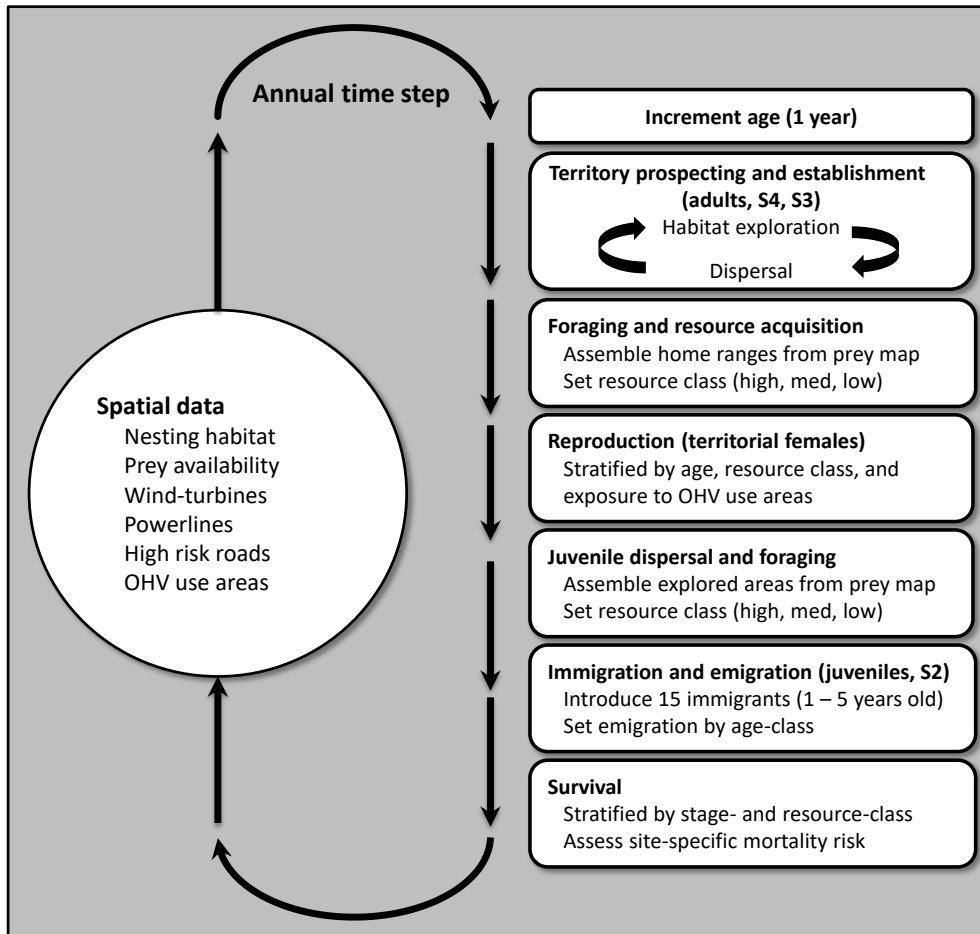 Annual time step
Increment age (1 year)
Territory prospecting and establishment
(adults, S4, S3)
Habitat exploration
Dispersal
Foraging and resource acquisition
Assemble home ranges from prey map
Set resource class (high, med, low)
Reproduction (territorial females)
Stratified by age, resource class, and
exposure to OHV use areas
Juvenile dispersal and foraging
Assemble explored areas from prey map
Set resource class (high, med, low)
Immigration and emigration (juveniles, S2)
Introduce 15 immigrants (1 – 5 years old)
Set emigration by age-class
Survival
Stratified by stage- and resource-class
Assess site-specific mortality risk
Spatial data
Nesting habitat
Prey availability
Wind-turbines
Powerlines
High risk roads
OHV use areas